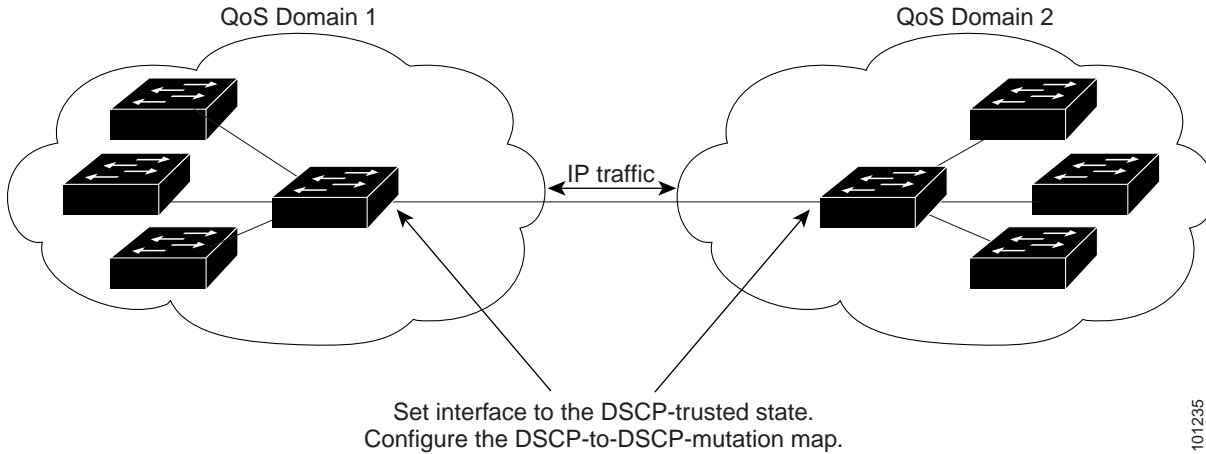 QoS Domain 1
QoS Domain 2
IP traffic
Set interface to the DSCP-trusted state.
Configure the DSCP-to-DSCP-mutation map.
101235